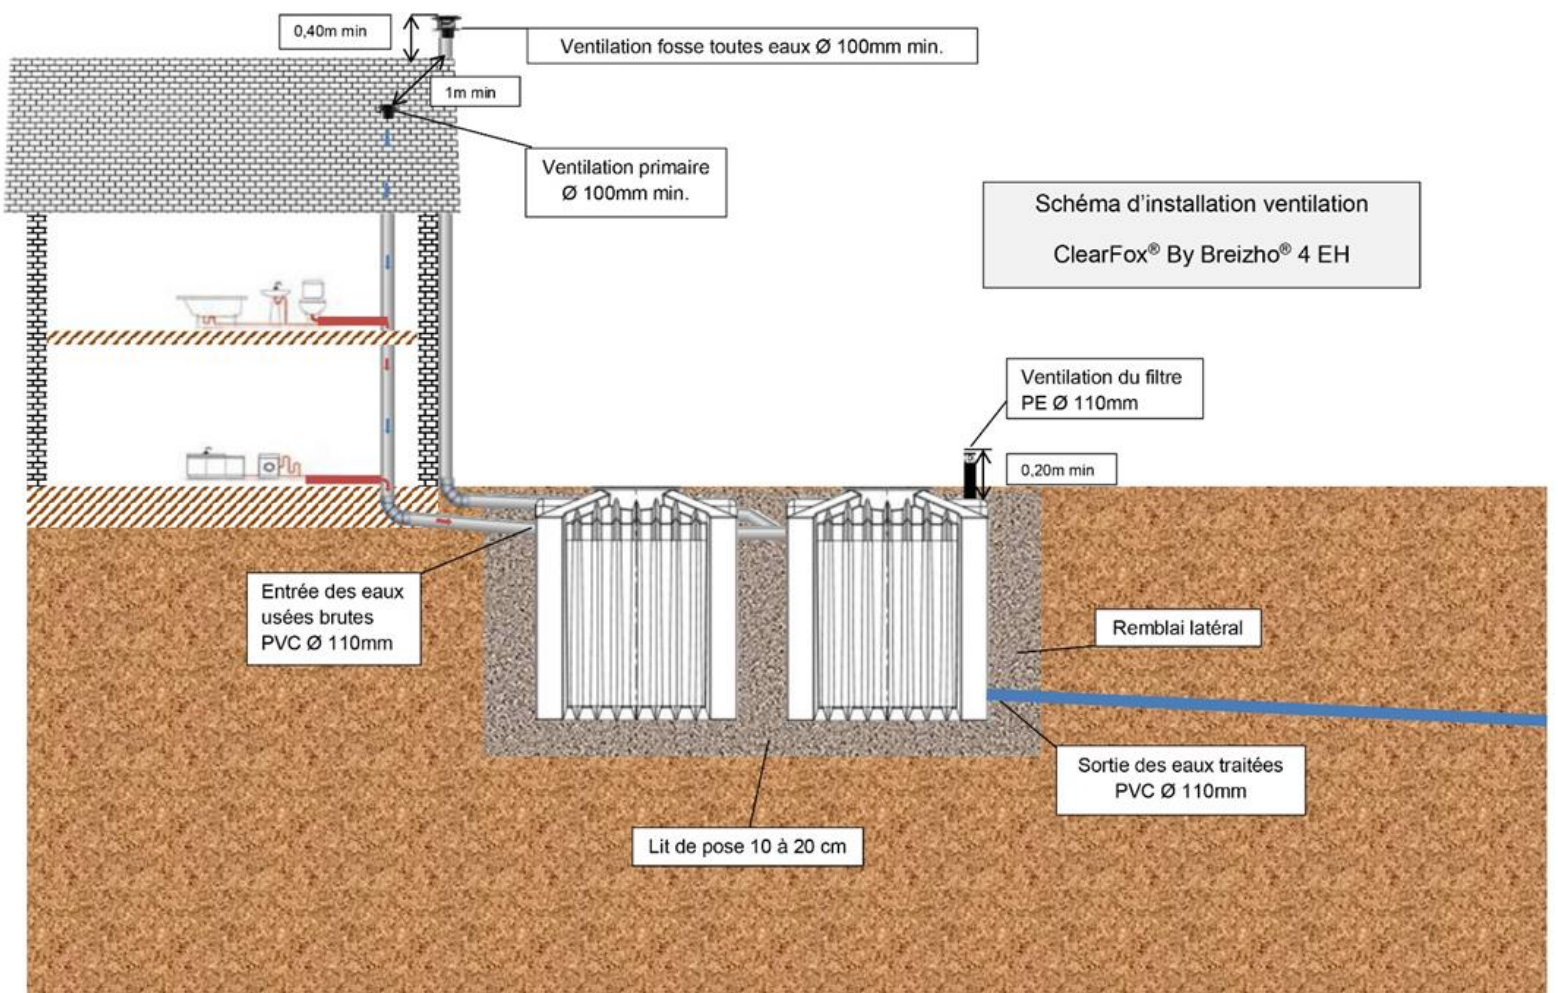 0,40m min
Ventilation fosse toutes eaux Ø 100mm min.
1m min
Ventilation primaire
Ø 100mm min.
Schéma d'installation ventilation
ClearFox® By Breizho® 4 EH
Ventilation du filtre
PE Ø 110mm
0,20m min
Entrée des eaux
usées brutes
PVC Ø 110mm
Remblai latéral
Sortie des eaux traitées
PVC Ø 110mm
Lit de pose 10 à 20 cm